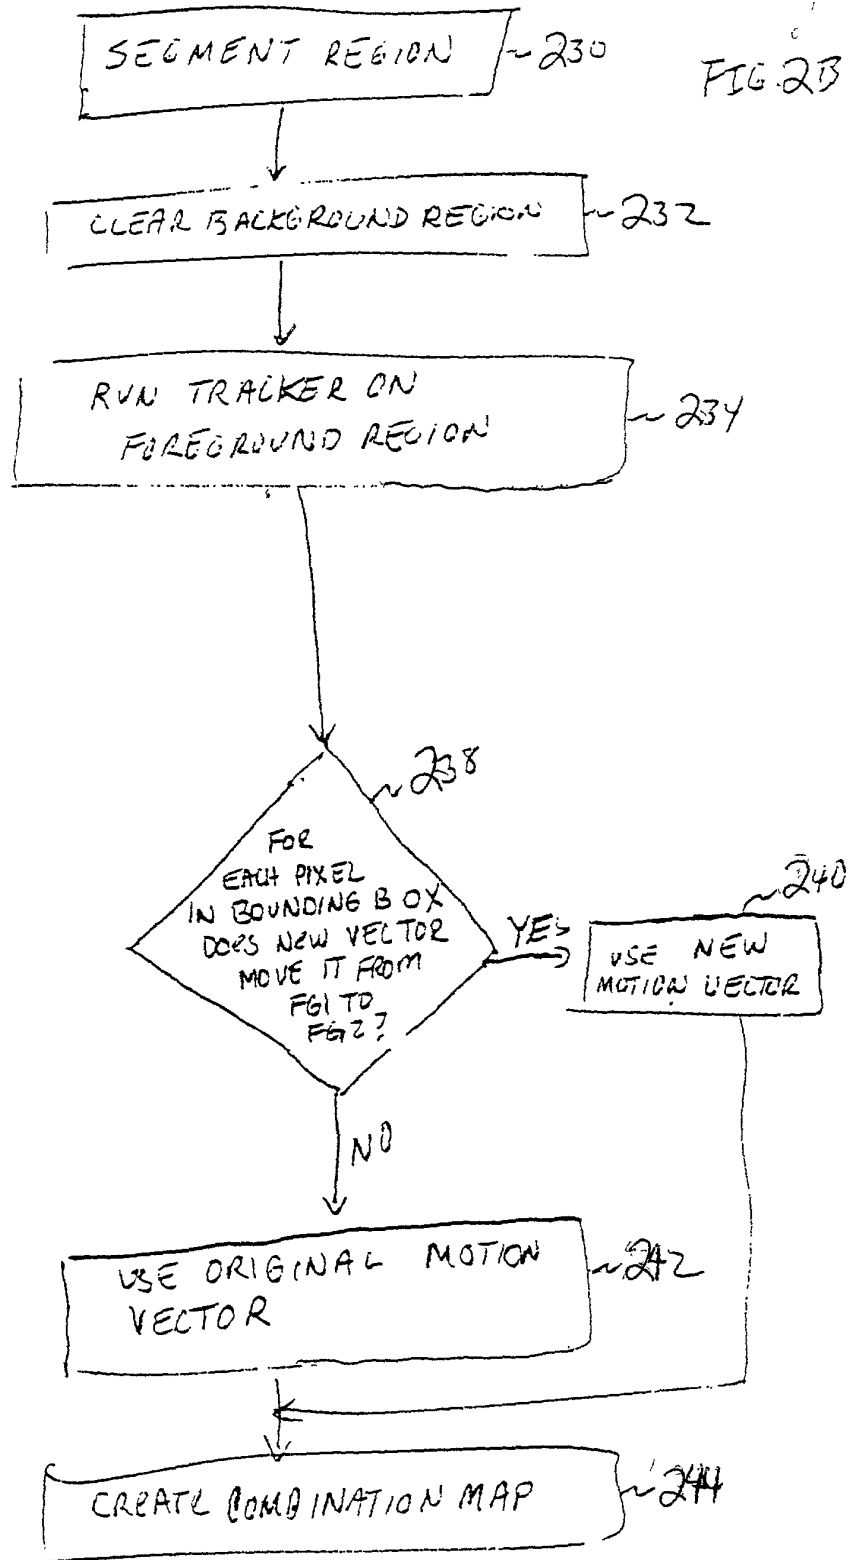 SEGMENT REGION
230
FIG. 2B
CLEAR BACKGROUND REGION
232
RUN TRACKER ON
FOREGROUND REGION
234
238
FOR
EACH PIXEL
IN BOUNDING BOX
DOES NEW VECTOR
MOVE IT FROM
FG1 TO
FG2?
YES
240
USE NEW
MOTION VECTOR
NO
USE ORIGINAL MOTION
VECTOR
242
CREATE COMBINATION MAP
244